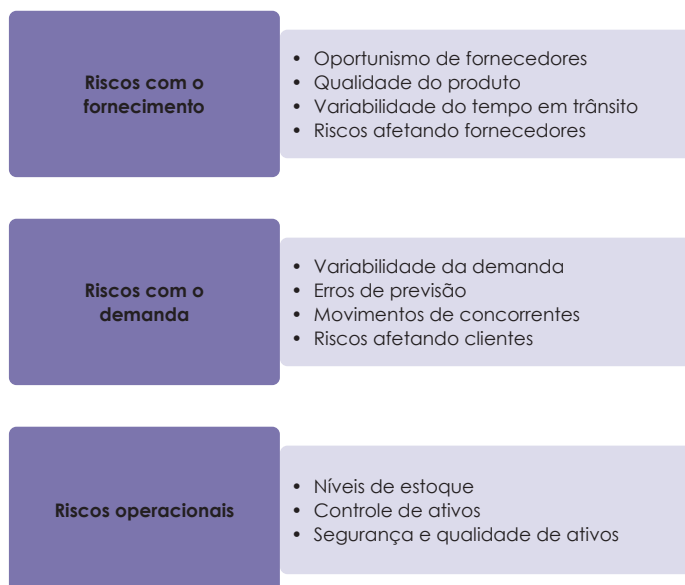 Riscos com o
fornecimento
• Oportunismo de fornecedores
• Qualidade do produto
• Variabilidade do tempo em trânsito
• Riscos afetando fornecedores
Riscos com o
demanda
• Variabilidade da demanda
• Erros de previsão
• Movimentos de concorrentes
• Riscos afetando clientes
Riscos operacionais
• Níveis de estoque
• Controle de ativos
• Segurança e qualidade de ativos